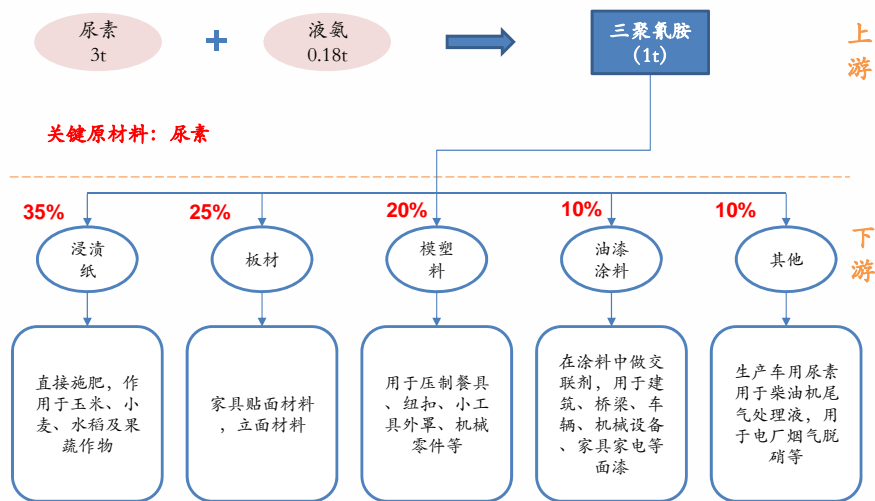 尿素
3t
液氨
0.18t
三聚氰胺
(1t)
上
游
关键原材料：尿素
35%
25%
20%
10%
10%
浸渍
纸
板材
模塑
料
油漆
涂料
其他
下
游
直接施肥，作
用于玉米、小
麦、水稻及果
蔬作物
家具贴面材料
，立面材料
用于压制餐具
、纽扣、小工
具外罩、机械
零件等
在涂料中做交
联剂，用于建
筑、桥梁、车
辆、机械设备
、家具家电等
面漆
生产车用尿素
用于柴油机尾
气处理液，用
于电厂烟气脱
硝等